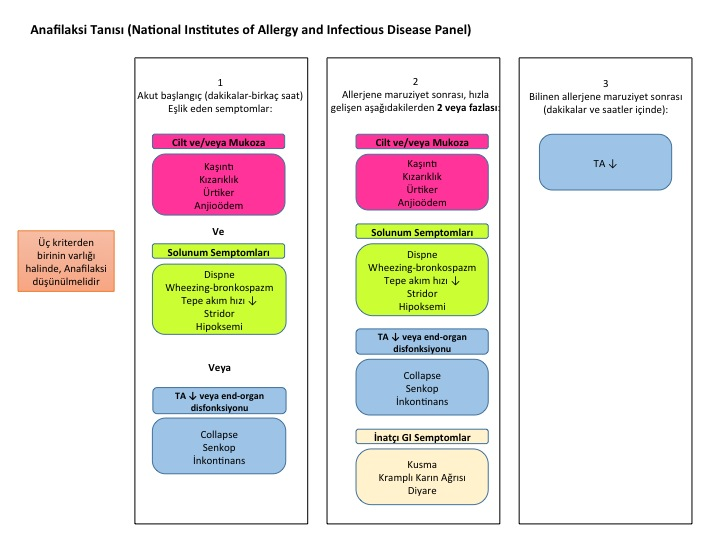 Anafilaksi Tanısı (National Institutes of Allergy and Infectious Disease Panel)
Üç kriterden
birinin varlığı
halinde, Anafilaksi
düşünülmelidir
1
Akut başlangıç (dakikalar-birkaç saat)
Eşlik eden semptomlar:
Cilt ve/veya Mukoza
Kaşıntı
Kızarıklık
Ürtiker
Anjioödem
Ve
Solunum Semptomları
Dispne
Wheezing-bronkospazm
Tepe akım hızı ↓
Stridor
Hipoksemi
Veya
TA ↓ veya end-organ
disfonksiyonu
Collapse
Senkop
İnkontinans
2
Allerjene maruziyet sonrası, hızla
gelişen aşağıdakilerden 2 veya fazlası:
Cilt ve/veya Mukoza
Kaşıntı
Kızarıklık
Ürtiker
Anjioödem
Solunum Semptomları
Dispne
Wheezing-bronkospazm
Tepe akım hızı ↓
Stridor
Hipoksemi
TA ↓ veya end-organ
disfonksiyonu
Collapse
Senkop
İnkontinans
İnatçı GI Semptomlar
Kusma
Kramplı Karın Ağrısı
Diyare
3
Bilinen allerjene maruziyet sonrası
(dakikalar ve saatler içinde):
TA ↓